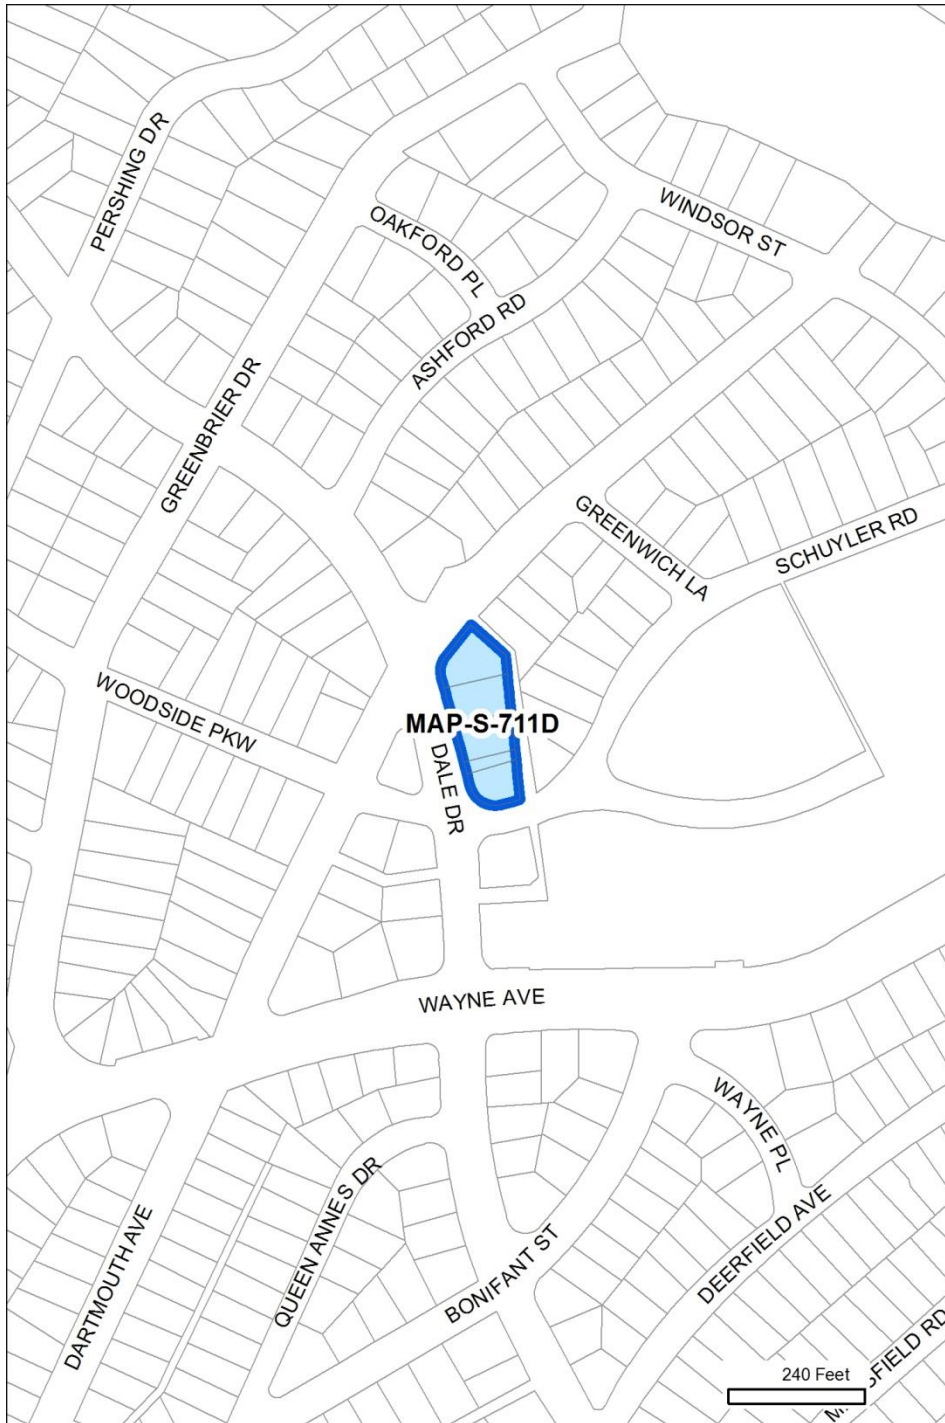 PERSHING DR
WINDSOR ST
OAKFORD PL
ASHFORD RD
GREENBRIER DR
GREENWICH LA
SCHUYLER RD
WOODSIDE PKW
MAP-S-711D
DALE DR
WAYNE AVE
WAYNE PL
QUEEN ANNES DR
DEERFIELD AVE
DARTMOUTH AVE
BONIFANT ST
240 Feet
RD